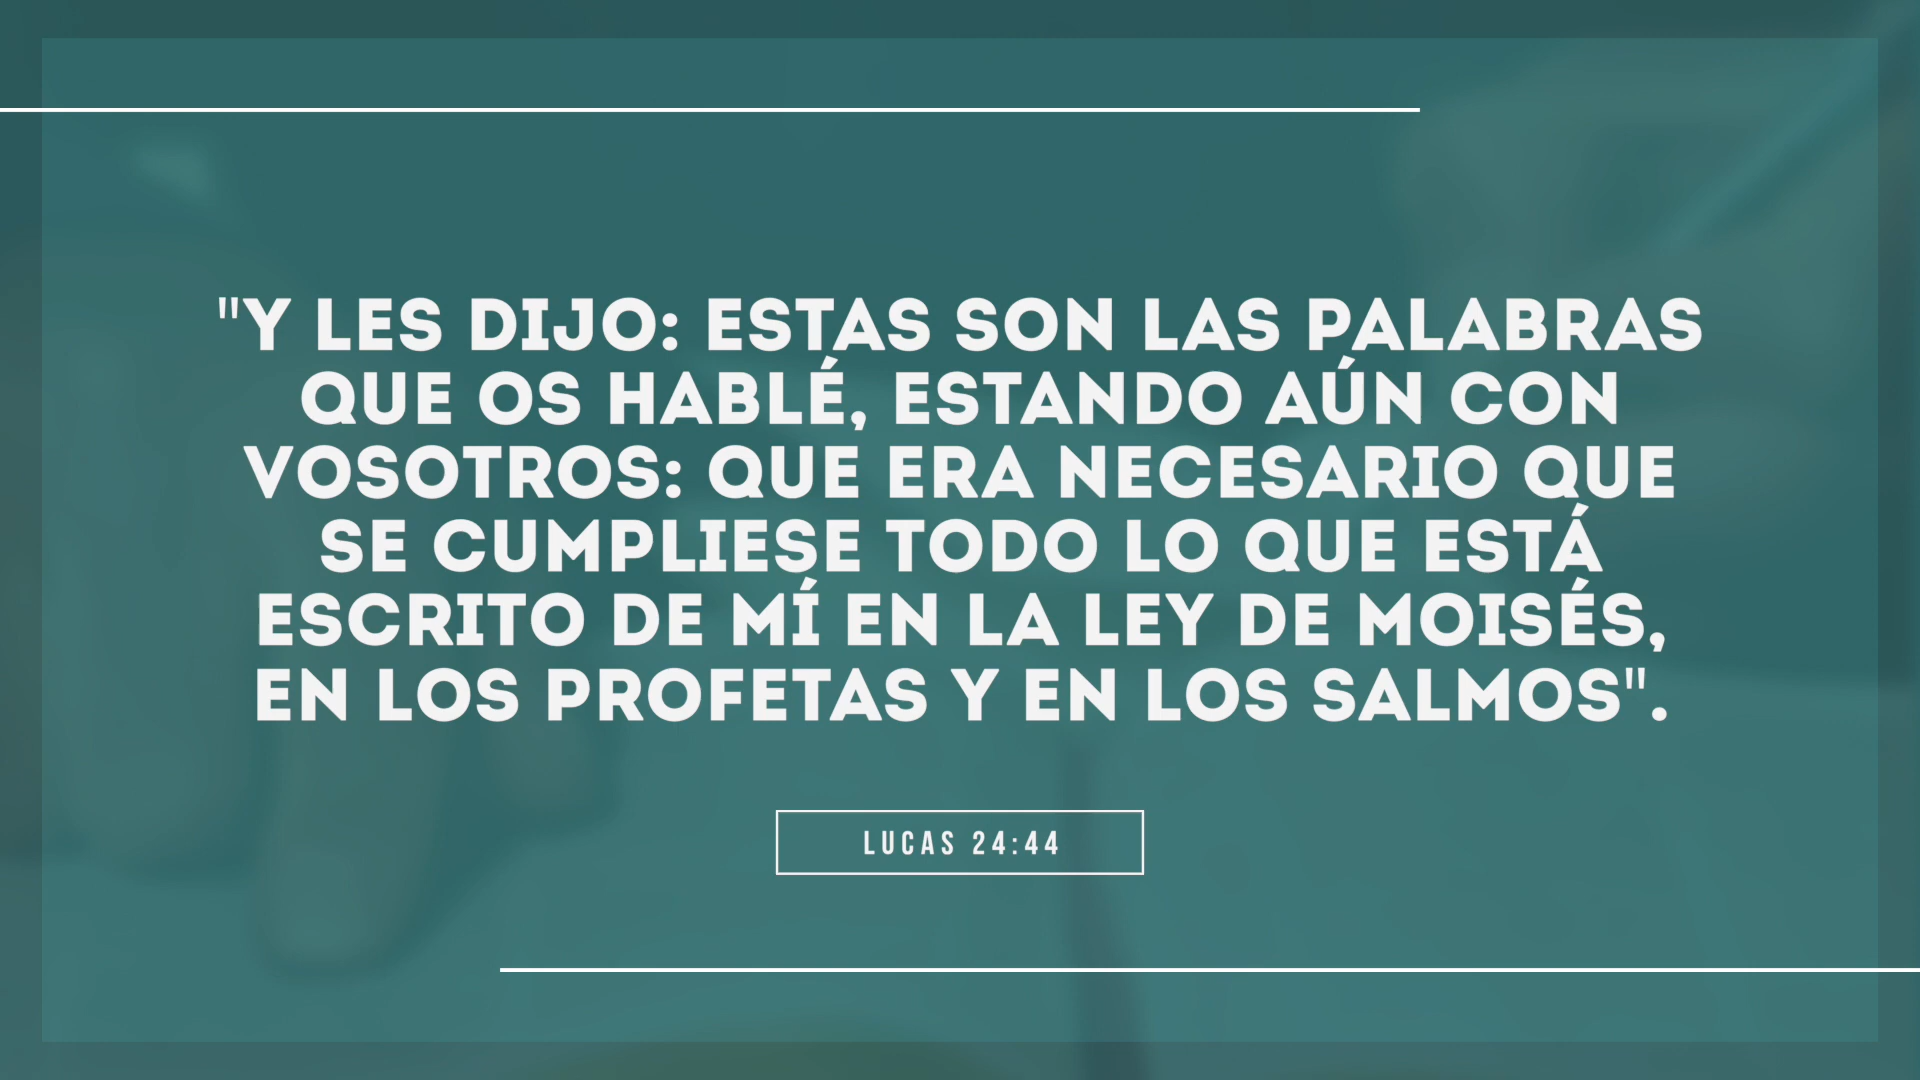 "Y LES DIJO: ESTAS SON LAS PALABRAS
QUE OS HABLÉ, ESTANDO AÚN CON
VOSOTROS: QUE ERA NECESARIO QUE
SE CUMPLIESE TODO LO QUE ESTÁ
ESCRITO DE MÍ EN LA LEY DE MOISÉS,
EN LOS PROFETAS Y EN LOS SALMOS".
LUCAS 24:44